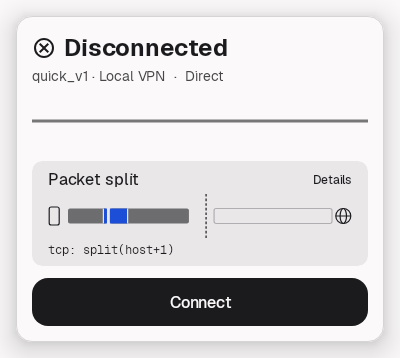 Disconnected
quick_v1 · Local VPN · Direct
Packet split
Details
tcp: split(host+1)
Connect